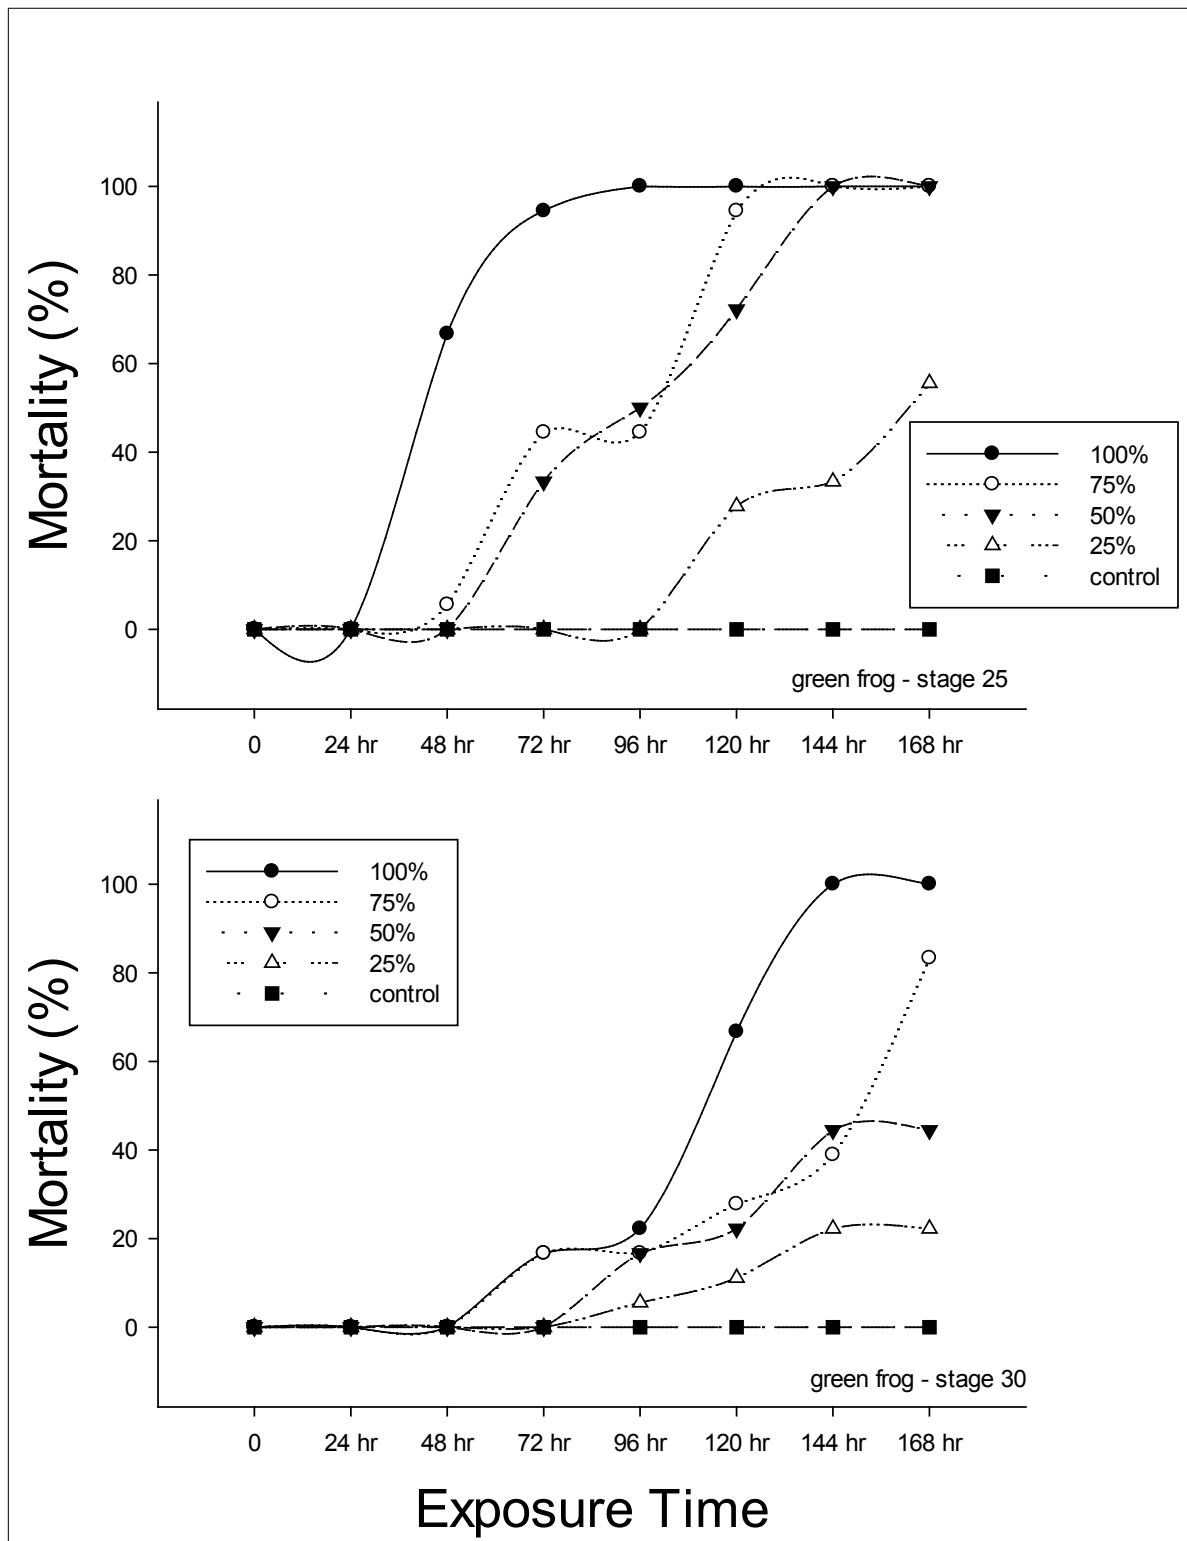 Mortality (%)
100
80
60
40
20
0
100%
75%
50%
25%
control
green frog - stage 25
0 24 hr 48 hr 72 hr 96 hr 120 hr 144 hr 168 hr
Mortality (%)
100
80
60
40
20
0
100%
75%
50%
25%
control
green frog - stage 30
0 24 hr 48 hr 72 hr 96 hr 120 hr 144 hr 168 hr
Exposure Time